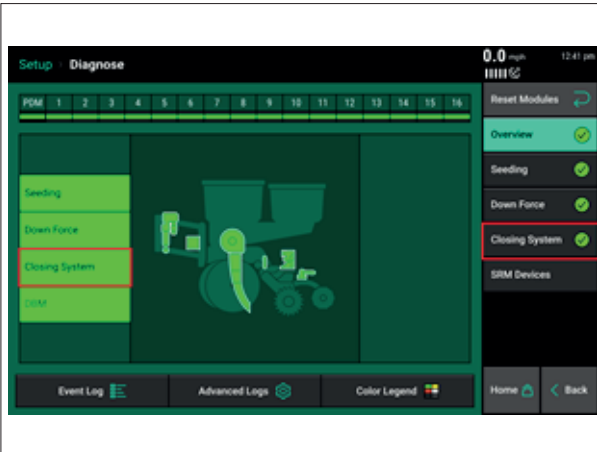 Setup Diagnose
0.0 mph 12:41 pm
PDM 1 2 3 4 5 6 7 8 9 10 11 12 13 14 15 16
Reset Modules
Overview
Seeding
Down Force
Closing System
SRM Devices
Seeding
Down Force
Closing System
DBM
Event Log
Advanced Logs
Color Legend
Home
Back